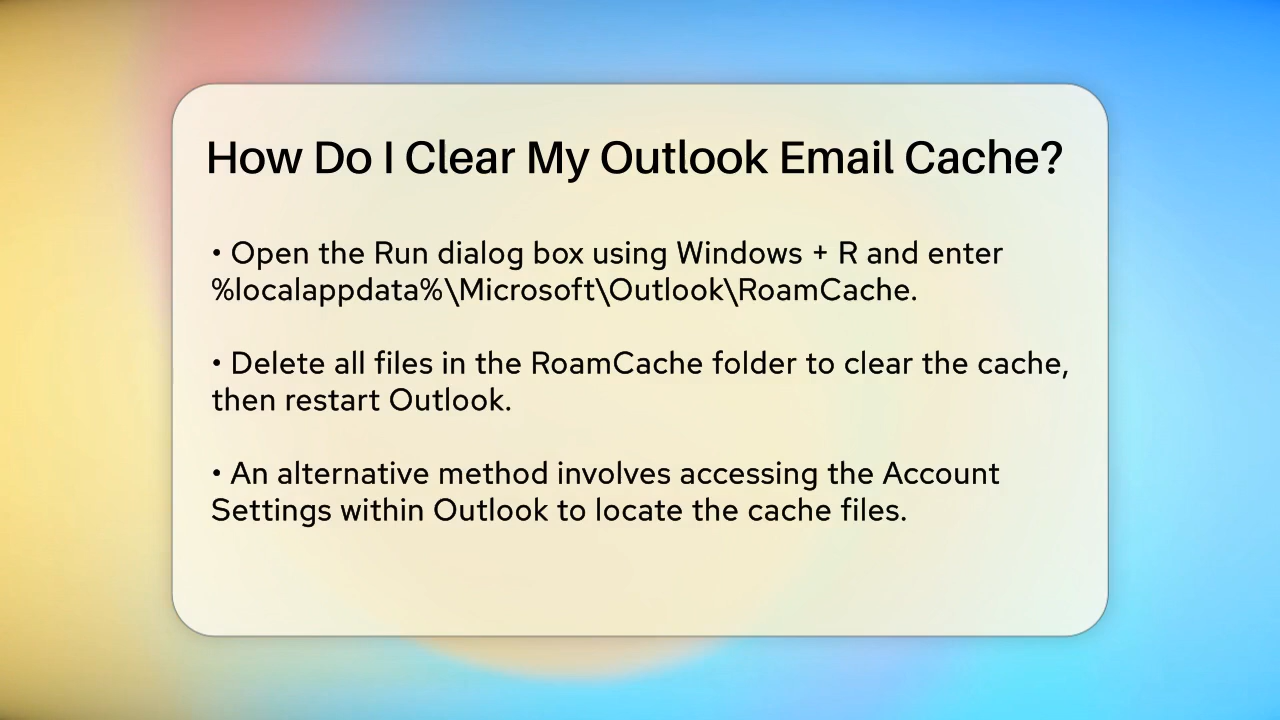 How Do I Clear My Outlook Email Cache?
• Open the Run dialog box using Windows + R and enter
%localappdata%\Microsoft\Outlook\RoamCache.
• Delete all files in the RoamCache folder to clear the cache,
then restart Outlook.
• An alternative method involves accessing the Account
Settings within Outlook to locate the cache files.